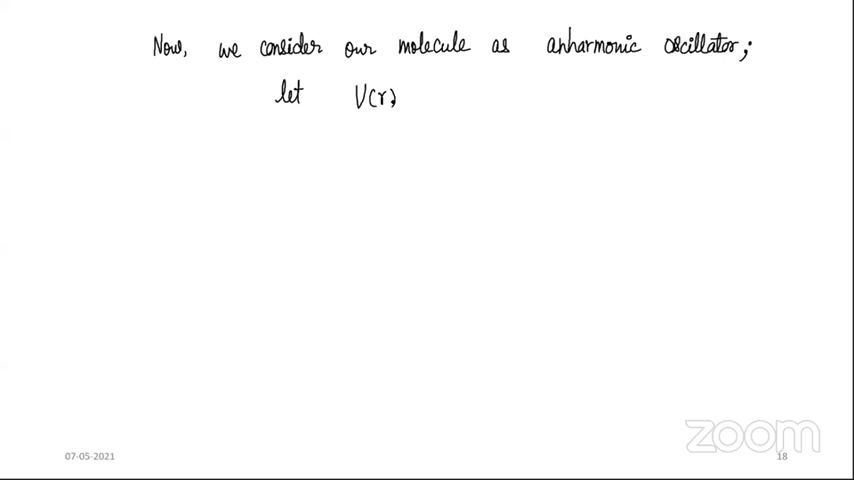 Now, we consider our molecule as anharmonic oscillator;
let V(r)
zoom
07-05-2021 18